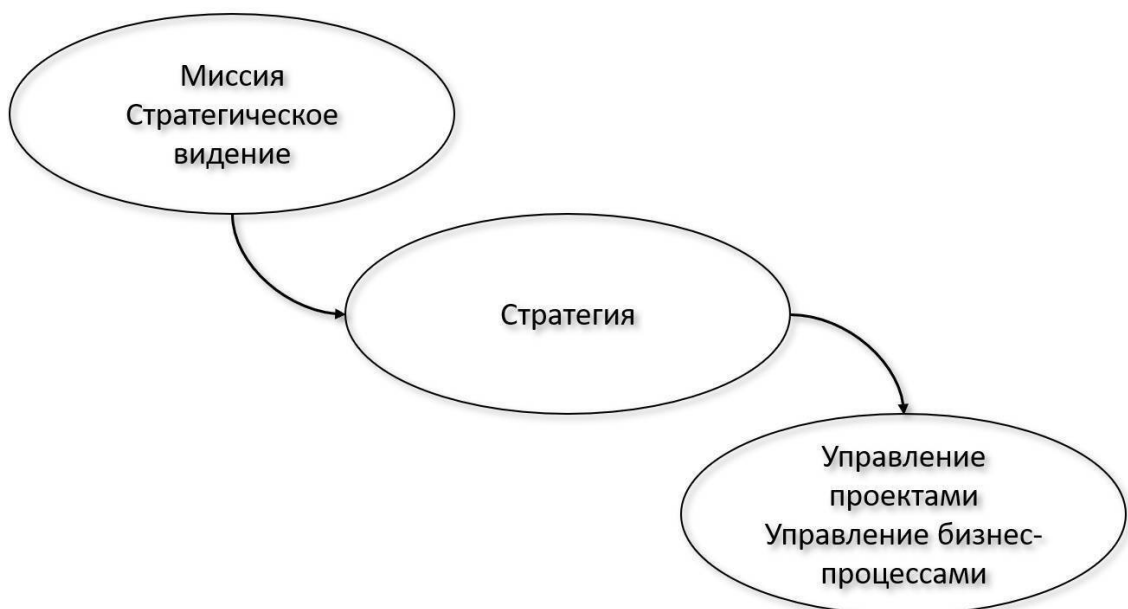 Миссия
Стратегическое
видение
Стратегия
Управление
проектами
Управление бизнес-
процессами